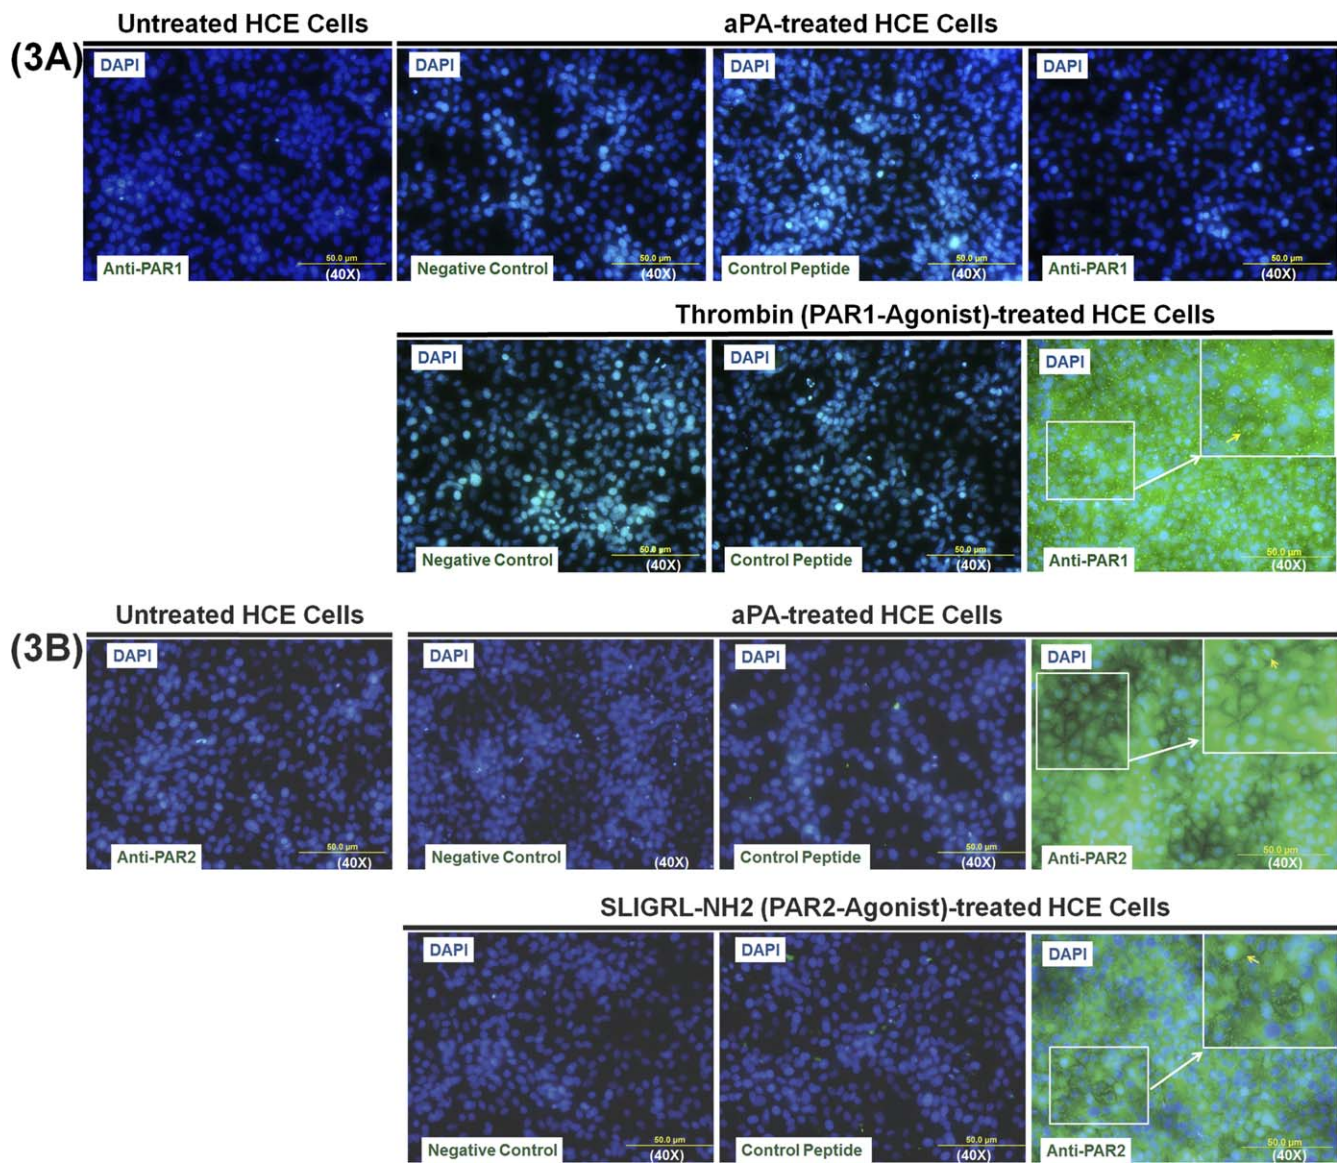 Untreated HCE Cells
aPA-treated HCE Cells
(3A)
DAPI
DAPI
DAPI
DAPI
Anti-PAR1
50.0 µm
(40X)
Negative Control
50.0 µm
(40X)
Control Peptide
50.0 µm
(40X)
Anti-PAR1
50.0 µm
(40X)
Thrombin (PAR1-Agonist)-treated HCE Cells
DAPI
DAPI
DAPI
Negative Control
50.0 µm
(40X)
Control Peptide
50.0 µm
(40X)
Anti-PAR1
50.0 µm
(40X)
Untreated HCE Cells
aPA-treated HCE Cells
(3B)
DAPI
DAPI
DAPI
DAPI
Anti-PAR2
50.0 µm
(40X)
Negative Control
(40X)
Control Peptide
50.0 µm
(40X)
Anti-PAR2
50.0 µm
(40X)
SLIGRL-NH2 (PAR2-Agonist)-treated HCE Cells
DAPI
DAPI
DAPI
Negative Control
50.0 µm
(40X)
Control Peptide
50.0 µm
(40X)
Anti-PAR2
50.0 µm
(40X)